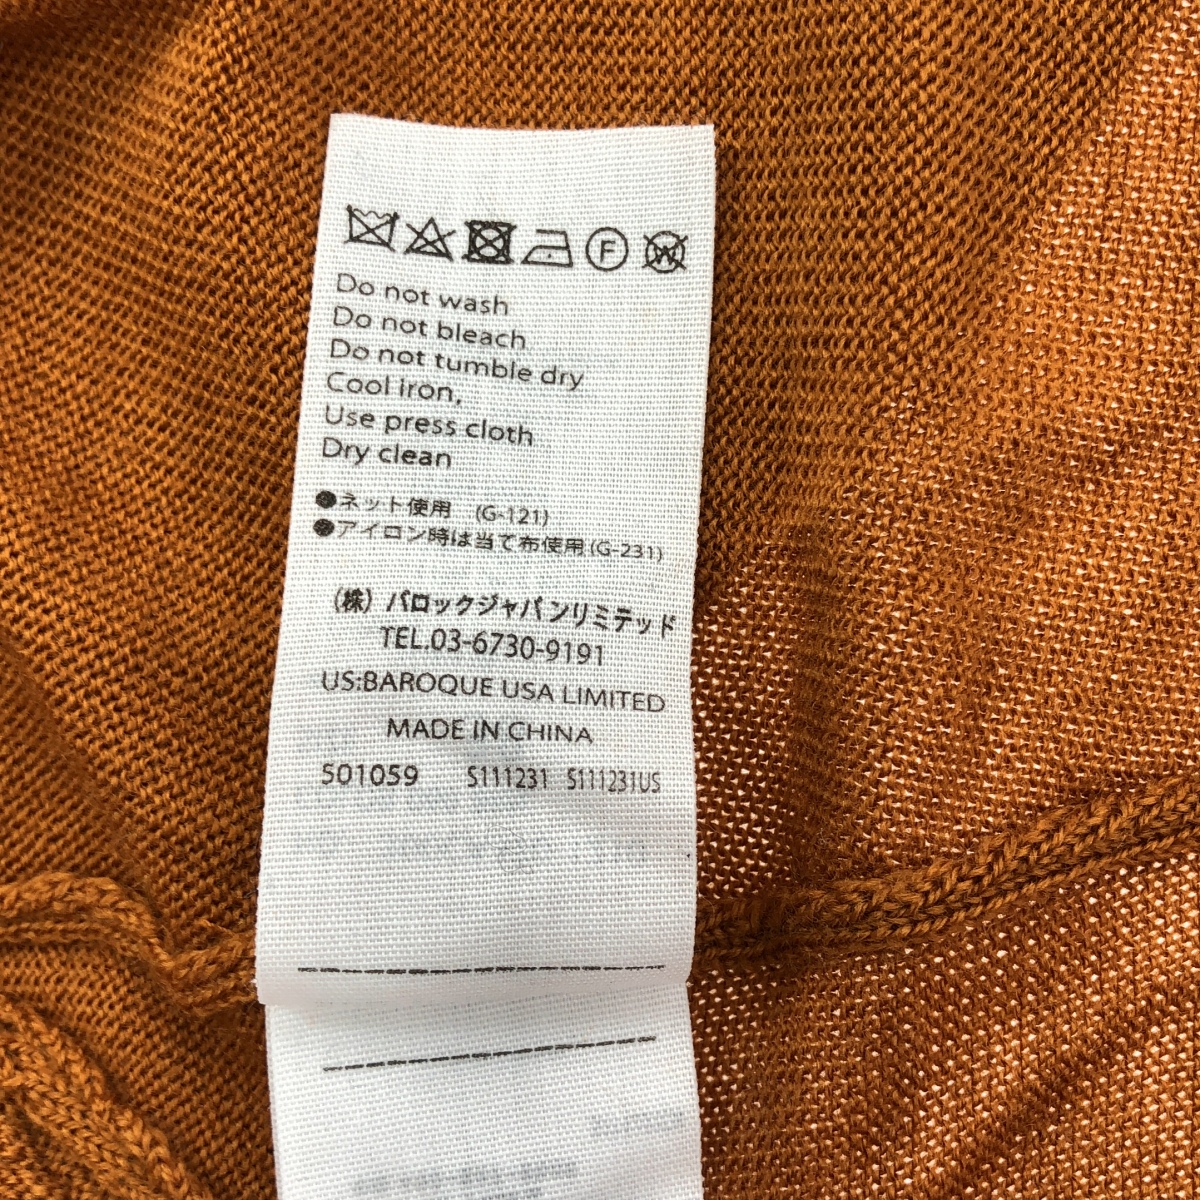 F W
Do not wash
Do not bleach
Do not tumble dry
Cool iron,
Use press cloth
Dry clean
●ネット使用 (G-121)
●アイロン時は当て布使用(G-231)
(株) バロックジャパンリミテッド
TEL.03-6730-9191
US:BAROQUE USA LIMITED
MADE IN CHINA
501059 S111231 S111231US